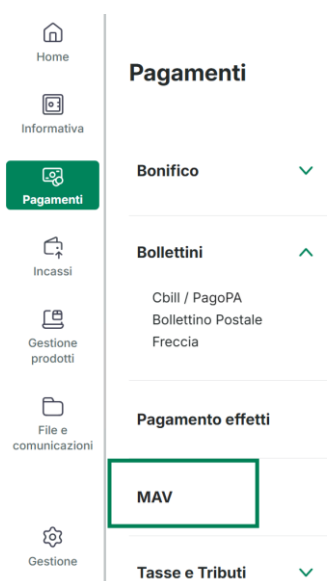 Home
Informativa
Pagamenti
Incassi
Gestione
prodotti
File e
comunicazioni
Gestione
Pagamenti
Bonifico
Bollettini
Cbill / PagoPA
Bollettino Postale
Freccia
Pagamento effetti
MAV
Tasse e Tributi